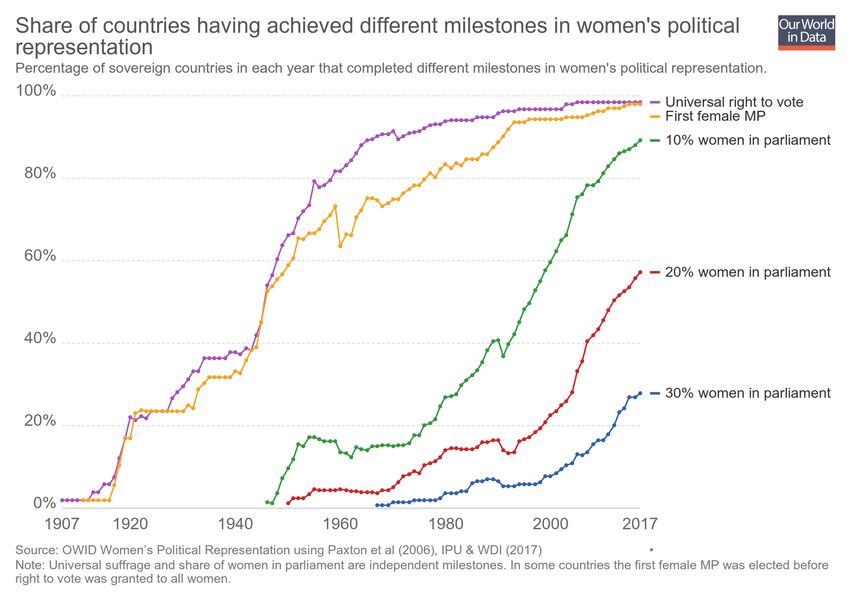 Share of countries having achieved different milestones in women's political
representation
Our World
in Data
Percentage of sovereign countries in each year that completed different milestones in women's political representation.
100%
80%
60%
40%
20%
0%
Universal right to vote
First female MP
10% women in parliament
20% women in parliament
30% women in parliament
1907
1920
1940
1960
1980
2000
2017
Source: OWID Women's Political Representation using Paxton et al (2006), IPU & WDI (2017) •
Note: Universal suffrage and share of women in parliament are independent milestones. In some countries the first female MP was elected before
right to vote was granted to all women.